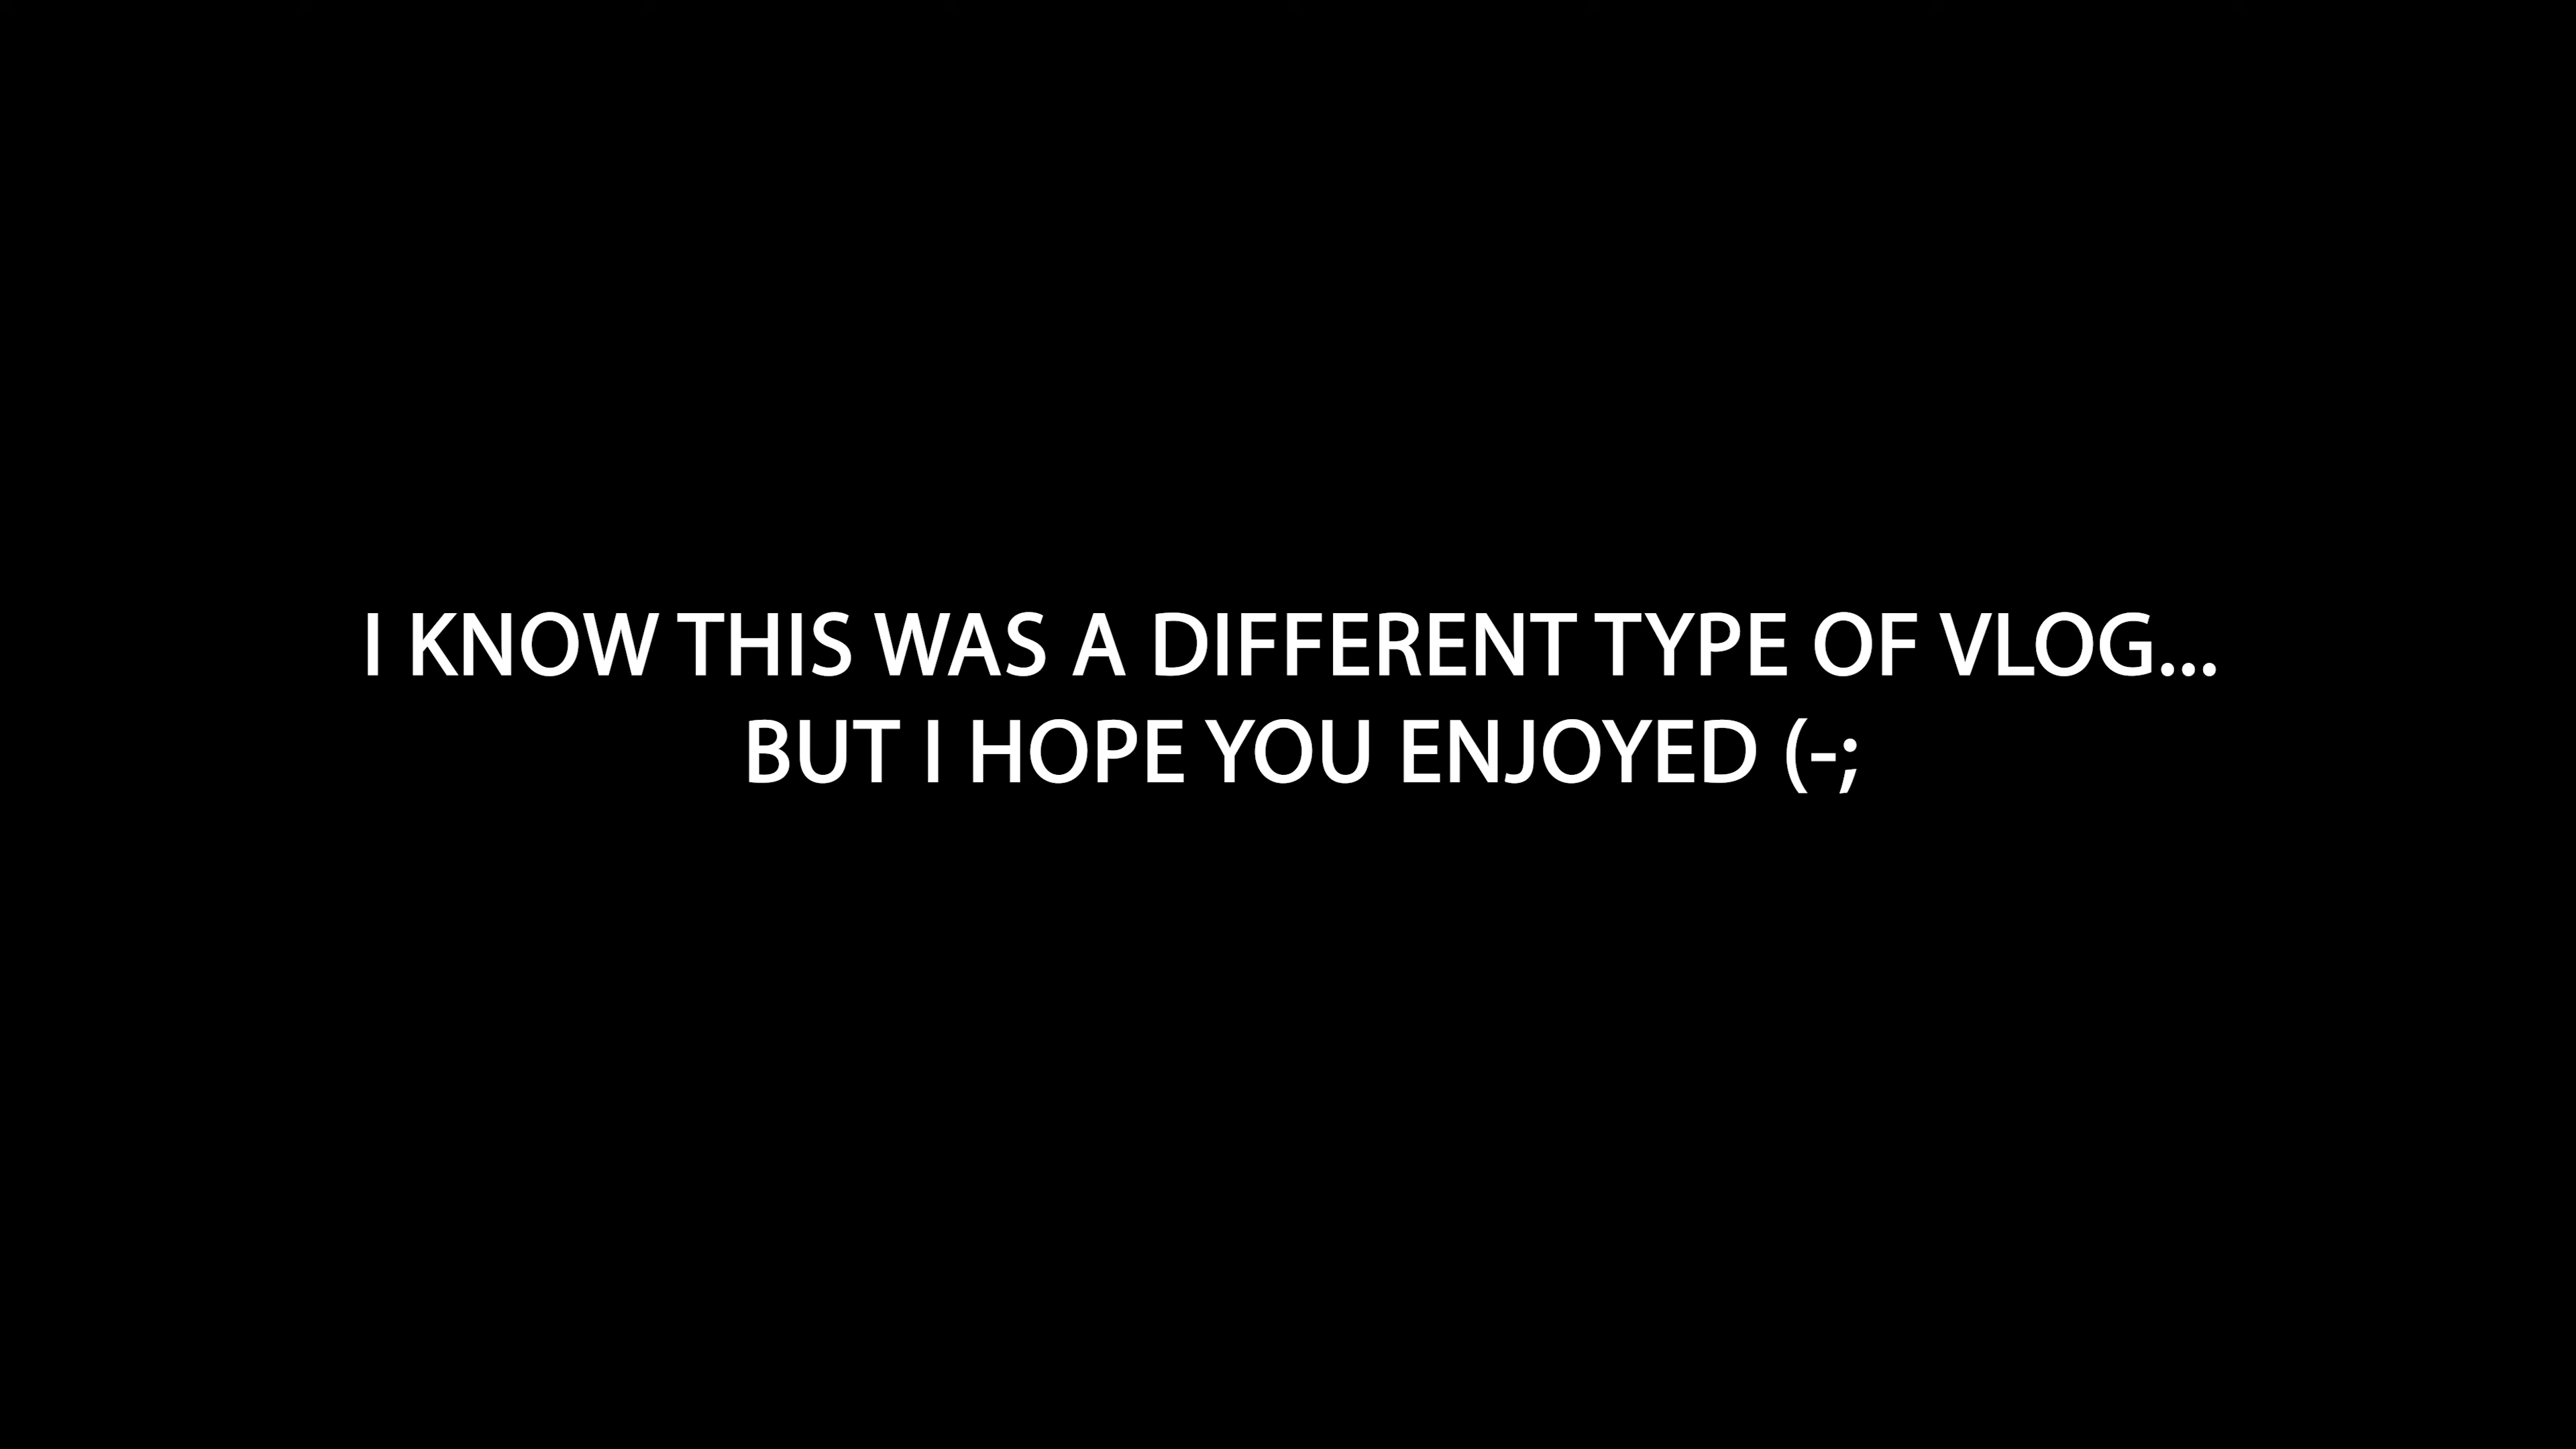 I KNOW THIS WAS A DIFFERENT TYPE OF VLOG...
BUT I HOPE YOU ENJOYED (-;